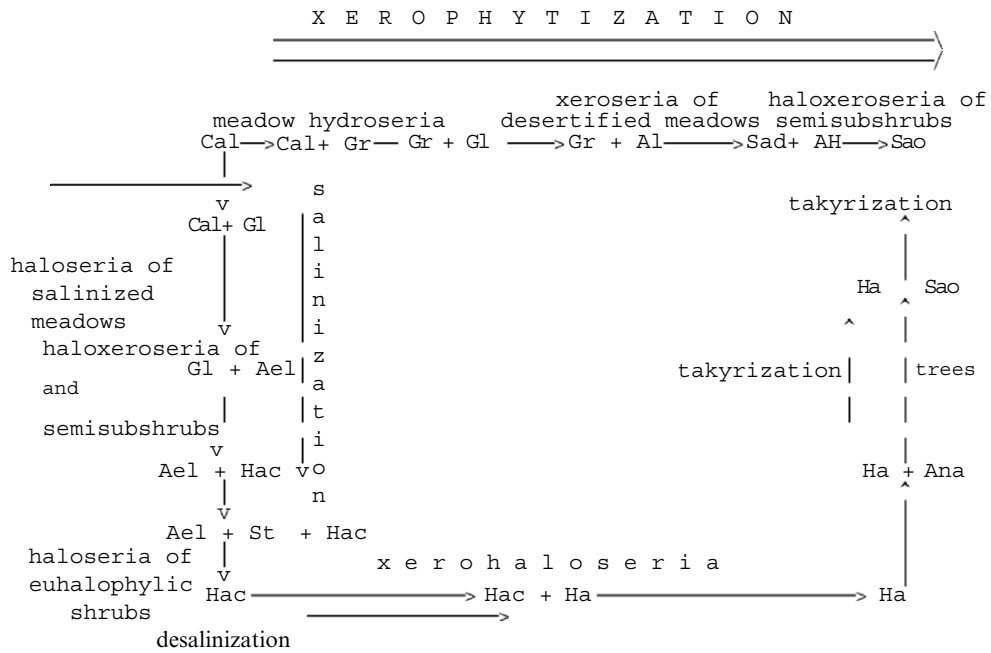 X E R O P H Y T I Z A T I O N
xeroseria of haloxeroseria of
meadow hydroseria desertified meadows semisubshrubs
Cal Cal+ Gr Gr + Gl Gr + Al Sad+ AH Sao
salinization
takyrization
v
Cal+ Gl
haloseria of
salinized
meadows
Ha Sao
v
haloxeroseria of
Gl + Ael
and
takyrization
trees
semisubshrubs
v
Ael + Hac v
Ha + Ana
v
Ael + St + Hac
haloseria of
euhalophylic
shrubs
x e r o h a l o s e r i a
v
Hac Hac + Ha Ha
desalinization